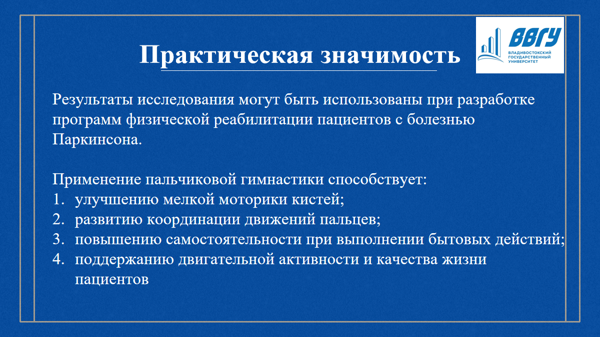 Практическая значимость
ВВГУ
ВЛАДИВОСТОКСКИЙ
ГОСУДАРСТВЕННЫЙ
УНИВЕРСИТЕТ
Результаты исследования могут быть использованы при разработке
программ физической реабилитации пациентов с болезнью
Паркинсона.
Применение пальчиковой гимнастики способствует:
1. улучшению мелкой моторики кистей;
2. развитию координации движений пальцев;
3. повышению самостоятельности при выполнении бытовых действий;
4. поддержанию двигательной активности и качества жизни
пациентов